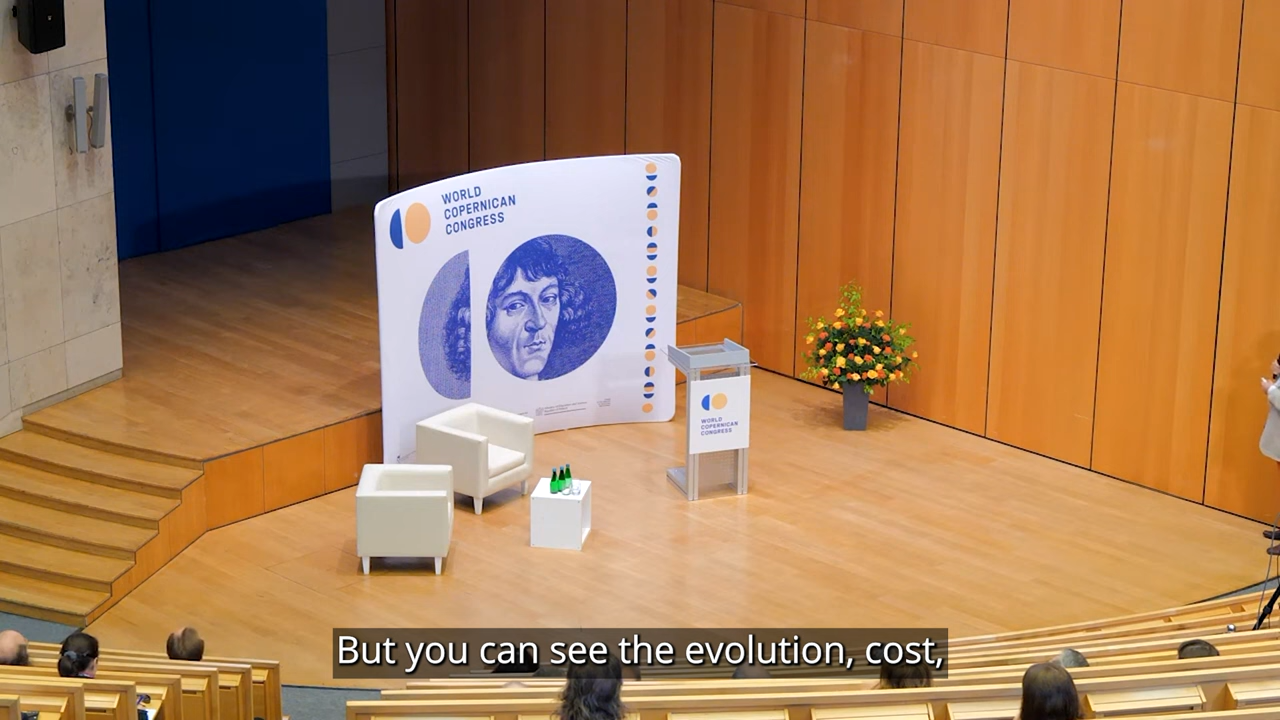 WORLD
COPERNICAN
CONGRESS
WORLD
COPERNICAN
CONGRESS
But you can see the evolution, cost,